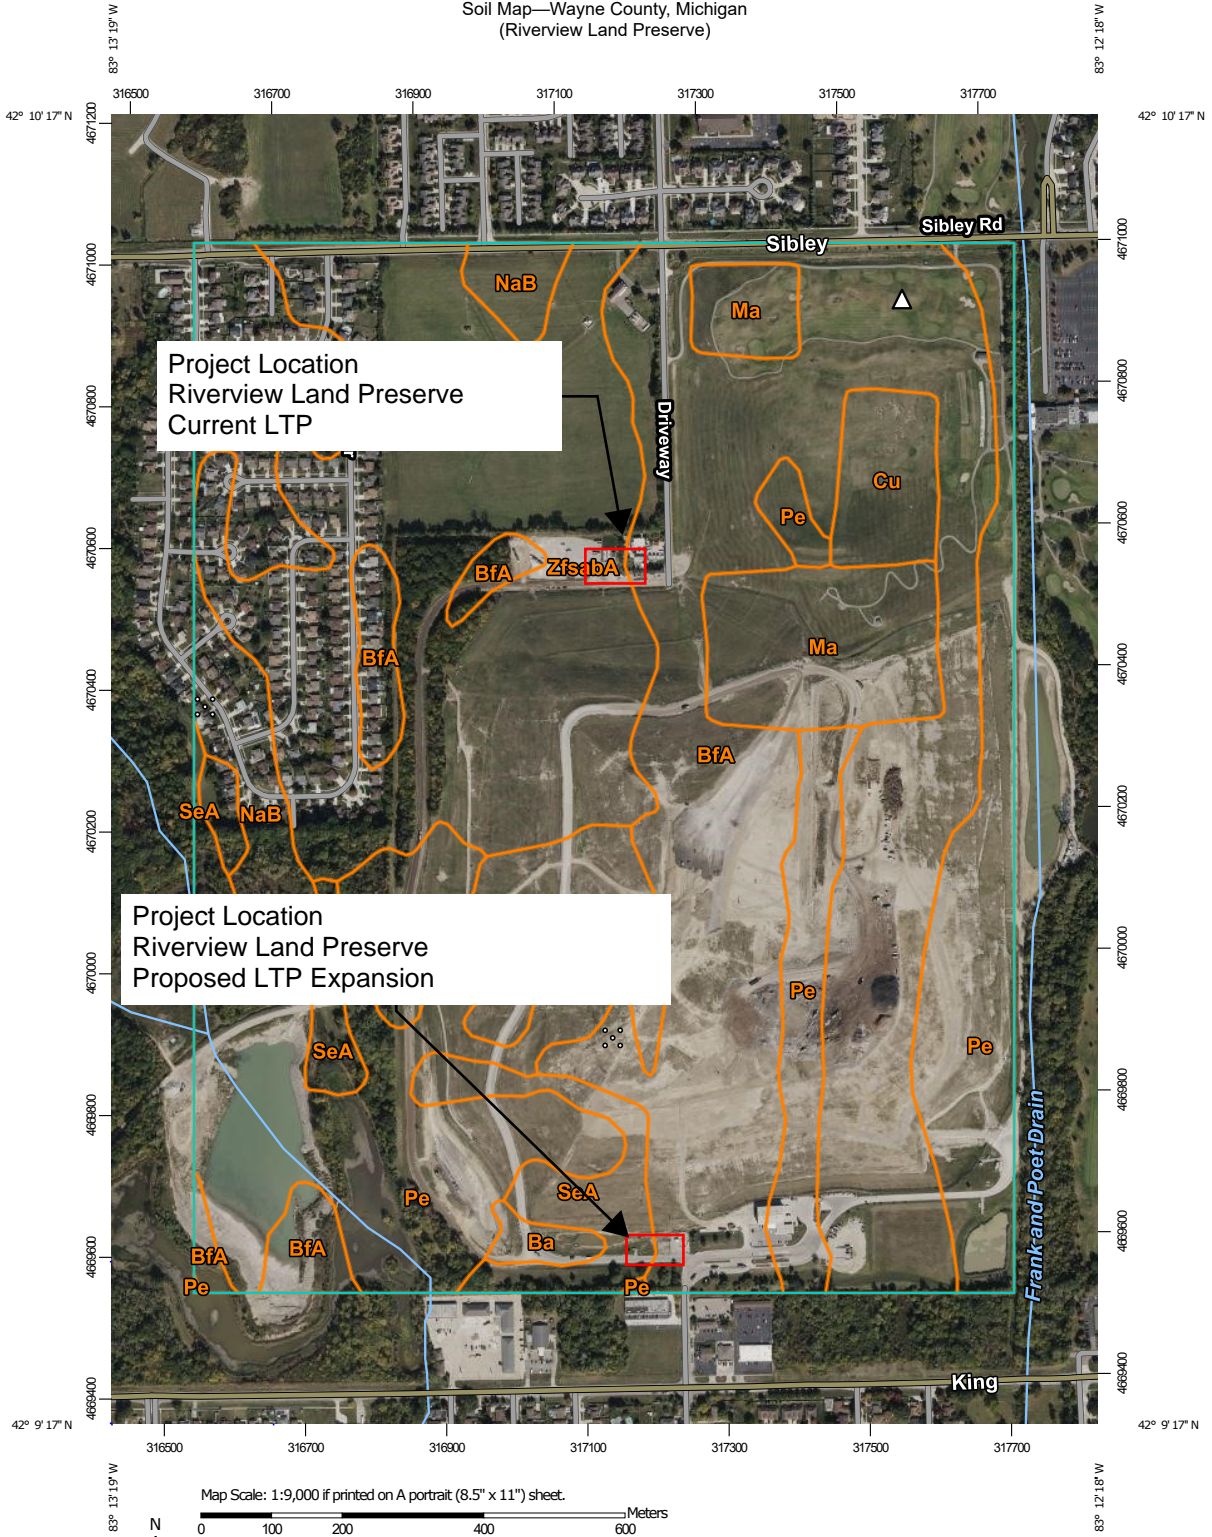 Soil Map—Wayne County, Michigan
(Riverview Land Preserve)
83° 13' 19'' W
83° 12' 18'' W
316500 316700 316900 317100 317300 317500 317700
42° 10' 17'' N
42° 10' 17'' N
4671200
4671000
4670800
4670600
4670400
4670200
4670000
4669800
4669600
4669400
4671000
4670800
4670600
4670400
4670200
4670000
4669800
4669600
4669400
Sibley Rd
Sibley
NaB
Ma
Project Location
Riverview Land Preserve
Current LTP
Driveway
Cu
Pe
BfA
ZfsabA
BfA
Ma
BfA
SeA
NaB
Project Location
Riverview Land Preserve
Proposed LTP Expansion
Pe
SeA
Pe
Frank and Poet Drain
Pe
SeA
Ba
BfA
BfA
Pe
Pe
King
42° 9' 17'' N
42° 9' 17'' N
316500 316700 316900 317100 317300 317500 317700
83° 13' 19'' W
83° 12' 18'' W
Map Scale: 1:9,000 if printed on A portrait (8.5" x 11") sheet.
Meters
N
0 100 200 400 600